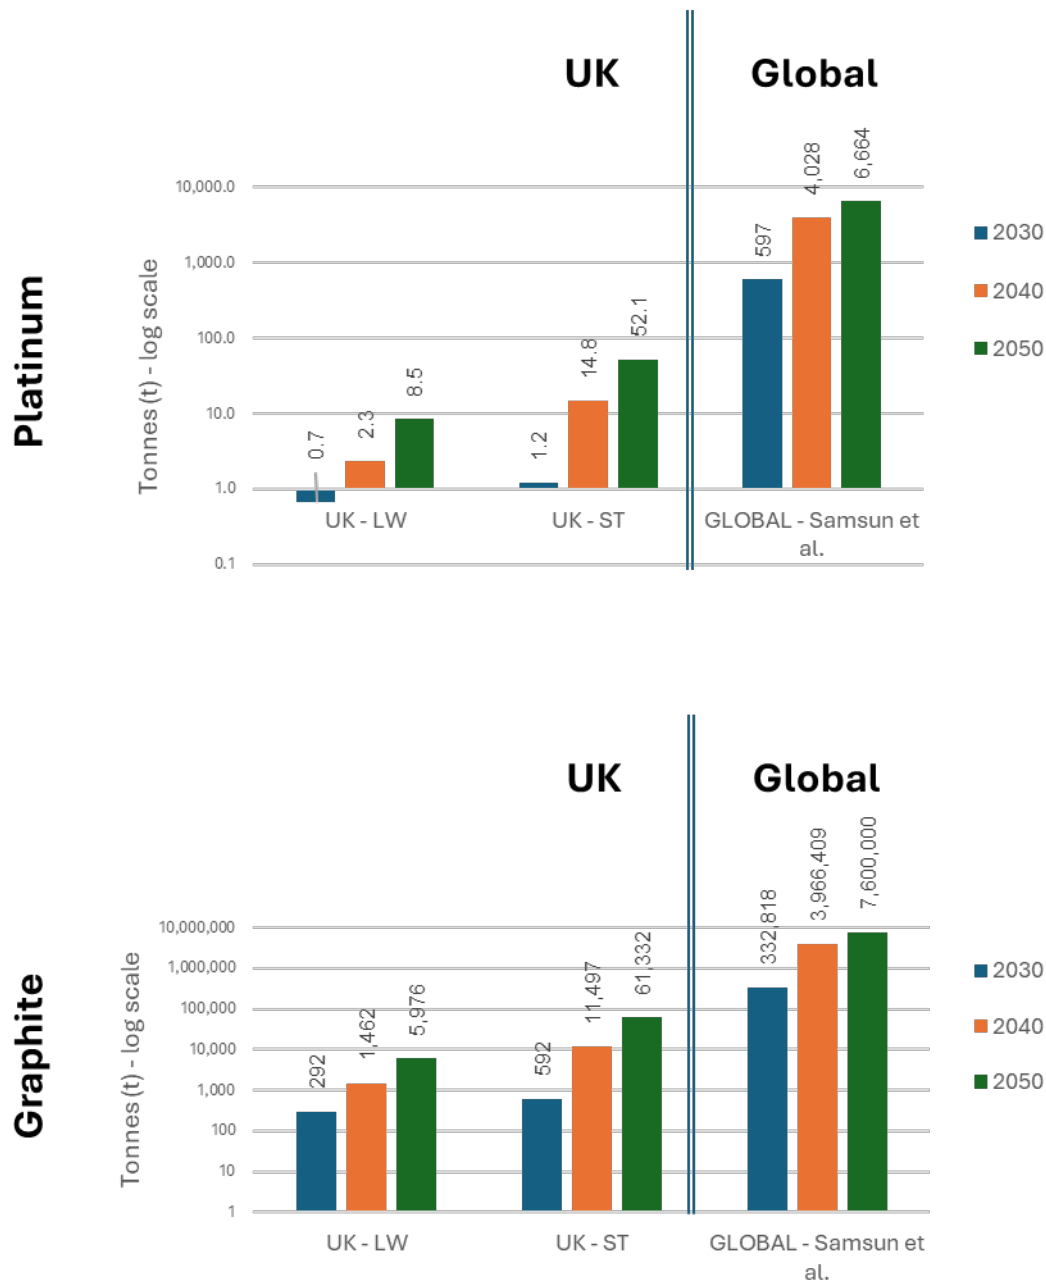 Platinum
UK
Global
Tonnes (t) - log scale
10,000.0
1,000.0
100.0
10.0
1.0
0.1
0.7
2.3
8.5
1.2
14.8
52.1
597
4,028
6,664
UK - LW
UK - ST
GLOBAL - Samsun et
al.
2030
2040
2050
Graphite
UK
Global
Tonnes (t) - log scale
10,000,000
1,000,000
100,000
10,000
1,000
100
10
1
292
1,462
5,976
592
11,497
61,332
332,818
3,966,409
7,600,000
UK - LW
UK - ST
GLOBAL - Samsun et
al.
2030
2040
2050